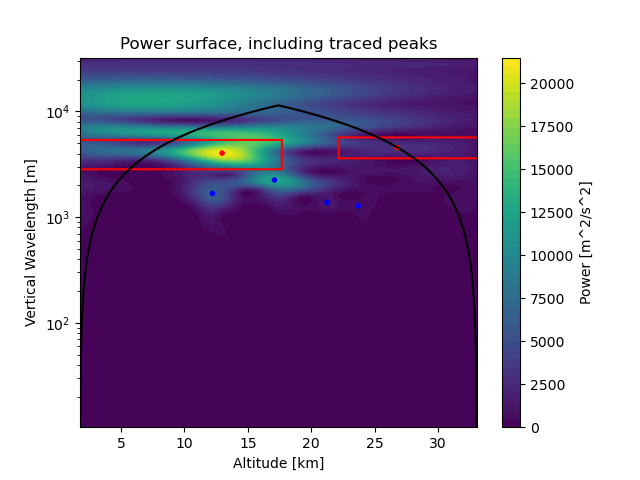 Power surface, including traced peaks
Vertical Wavelength [m]
10^4
10^3
10^2
5 10 15 20 25 30
Altitude [km]
20000
17500
15000
12500
10000
7500
5000
2500
0
Power [m^2/s^2]